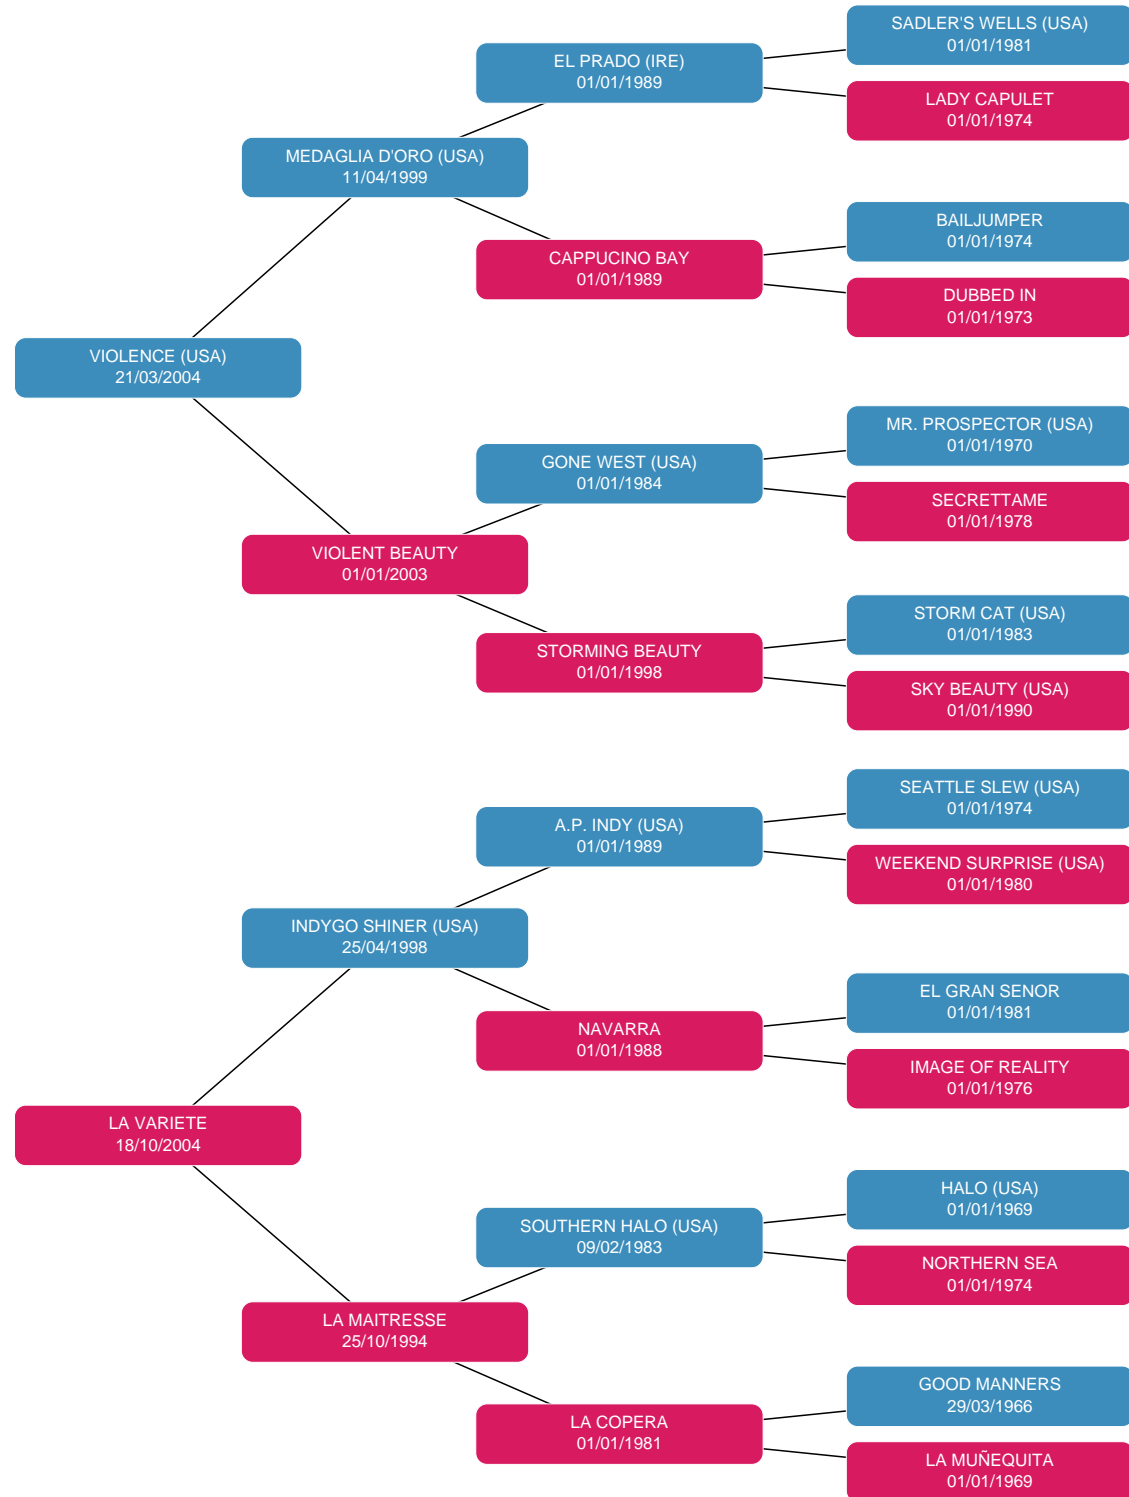 SADLER'S WELLS (USA)
01/01/1981
EL PRADO (IRE)
01/01/1989
LADY CAPULET
01/01/1974
MEDAGLIA D'ORO (USA)
11/04/1999
BAILJUMPER
01/01/1974
CAPPUCINO BAY
01/01/1989
DUBBED IN
01/01/1973
VIOLENCE (USA)
21/03/2004
MR. PROSPECTOR (USA)
01/01/1970
GONE WEST (USA)
01/01/1984
SECRETTAME
01/01/1978
VIOLENT BEAUTY
01/01/2003
STORM CAT (USA)
01/01/1983
STORMING BEAUTY
01/01/1998
SKY BEAUTY (USA)
01/01/1990
SEATTLE SLEW (USA)
01/01/1974
A.P. INDY (USA)
01/01/1989
WEEKEND SURPRISE (USA)
01/01/1980
INDYGO SHINER (USA)
25/04/1998
EL GRAN SENOR
01/01/1981
NAVARRA
01/01/1988
IMAGE OF REALITY
01/01/1976
LA VARIETE
18/10/2004
HALO (USA)
01/01/1969
SOUTHERN HALO (USA)
09/02/1983
NORTHERN SEA
01/01/1974
LA MAITRESSE
25/10/1994
GOOD MANNERS
29/03/1966
LA COPERA
01/01/1981
LA MUÑEQUITA
01/01/1969